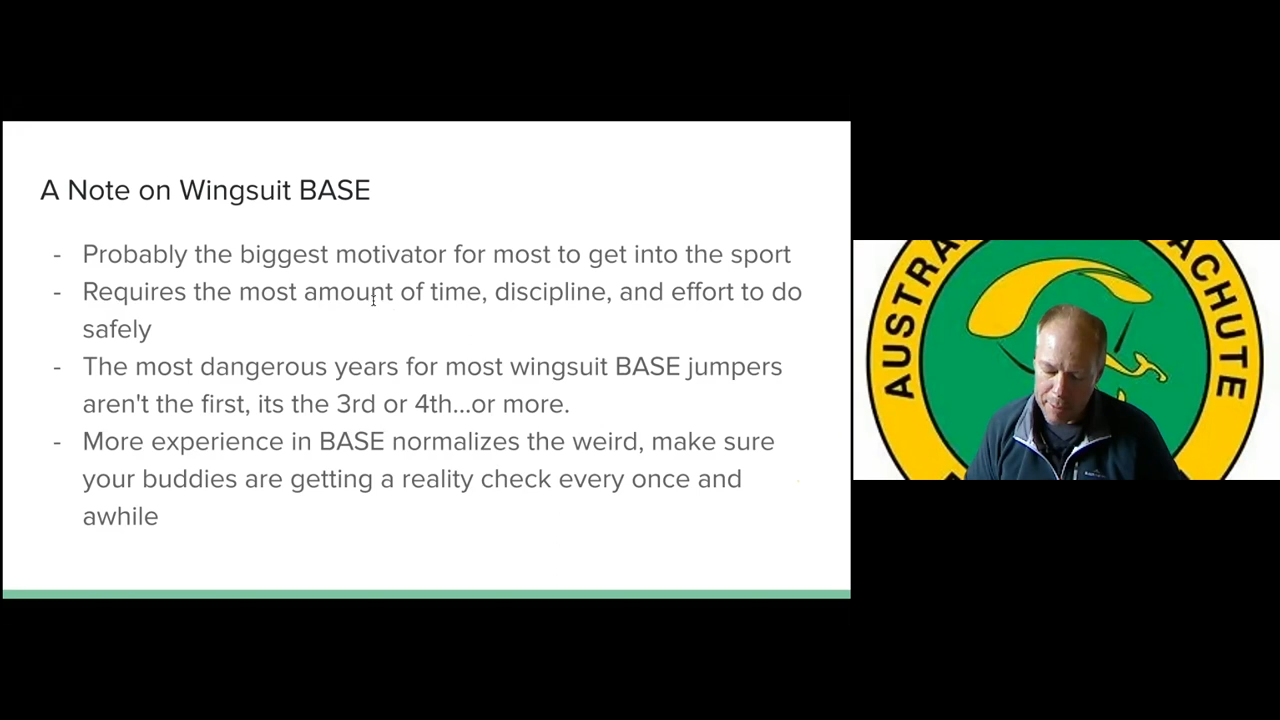 A Note on Wingsuit BASE
- Probably the biggest motivator for most to get into the sport
- Requires the most amount of time, discipline, and effort to do
safely
- The most dangerous years for most wingsuit BASE jumpers
aren't the first, its the 3rd or 4th...or more.
- More experience in BASE normalizes the weird, make sure
your buddies are getting a reality check every once and
awhile
AUSTRA
ACHUTE